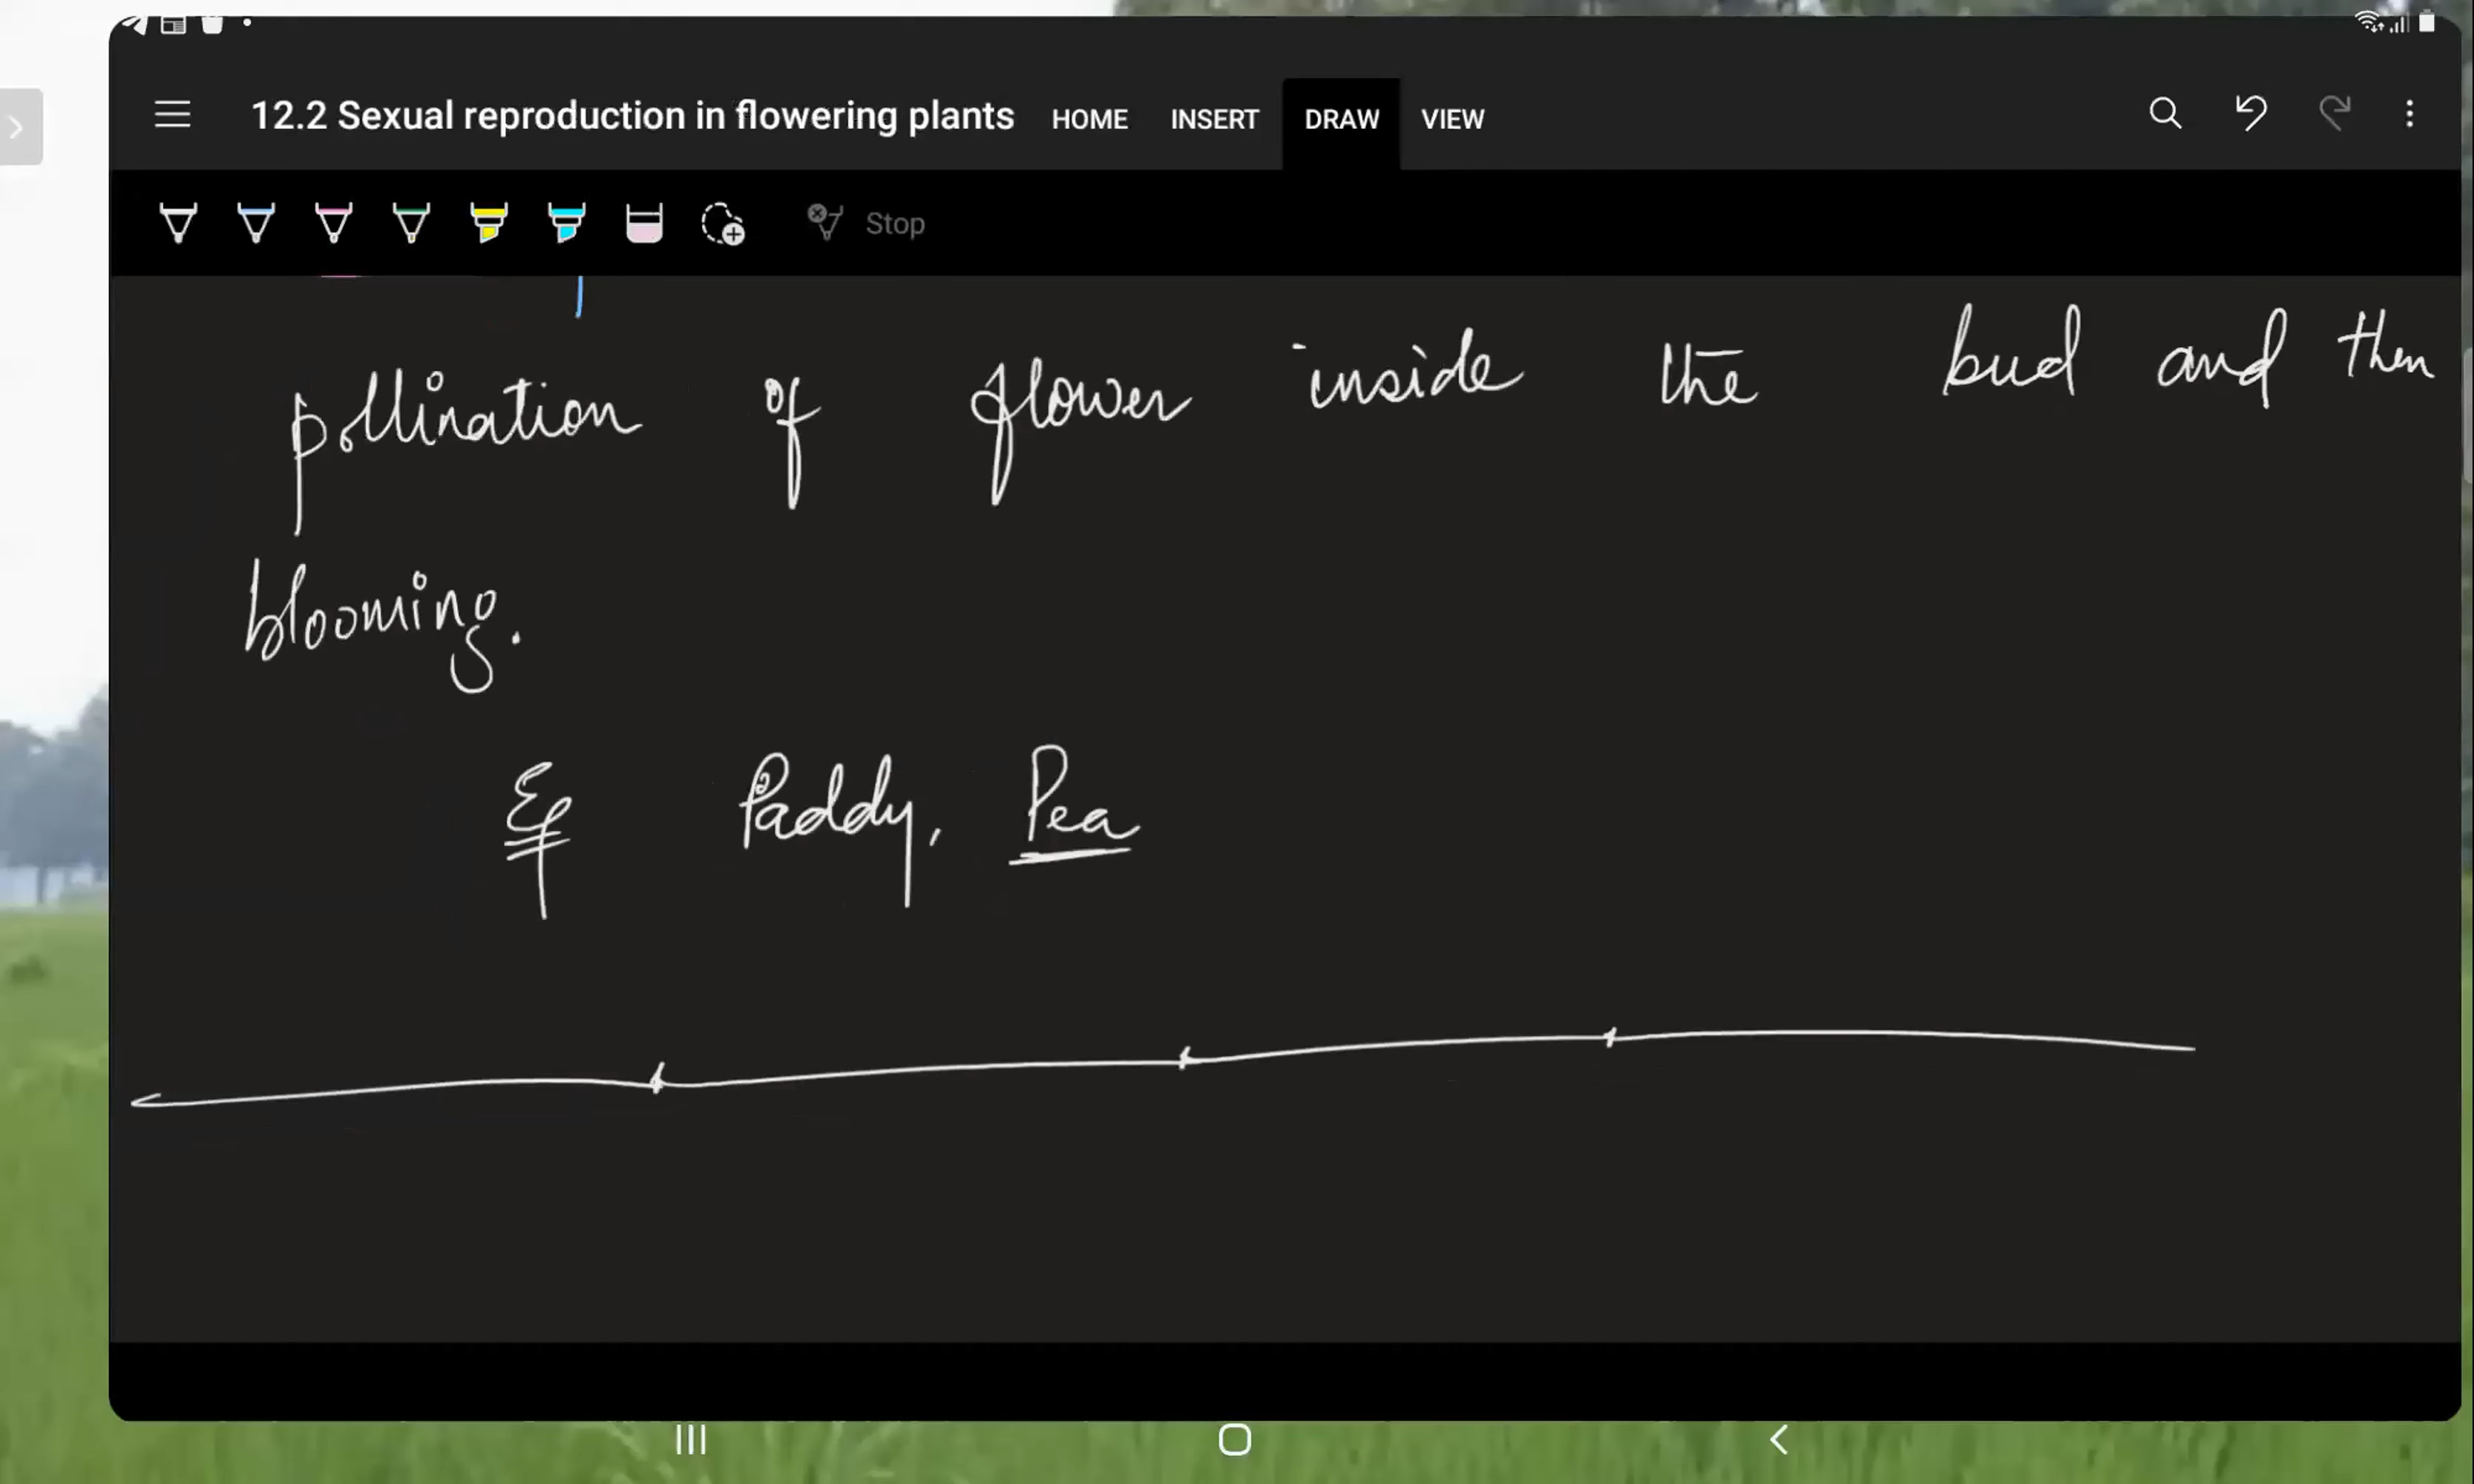 12.2 Sexual reproduction in flowering plants HOME INSERT DRAW VIEW
Stop
pollination of flower inside the bud and then
blooming.
Eg Paddy, Pea